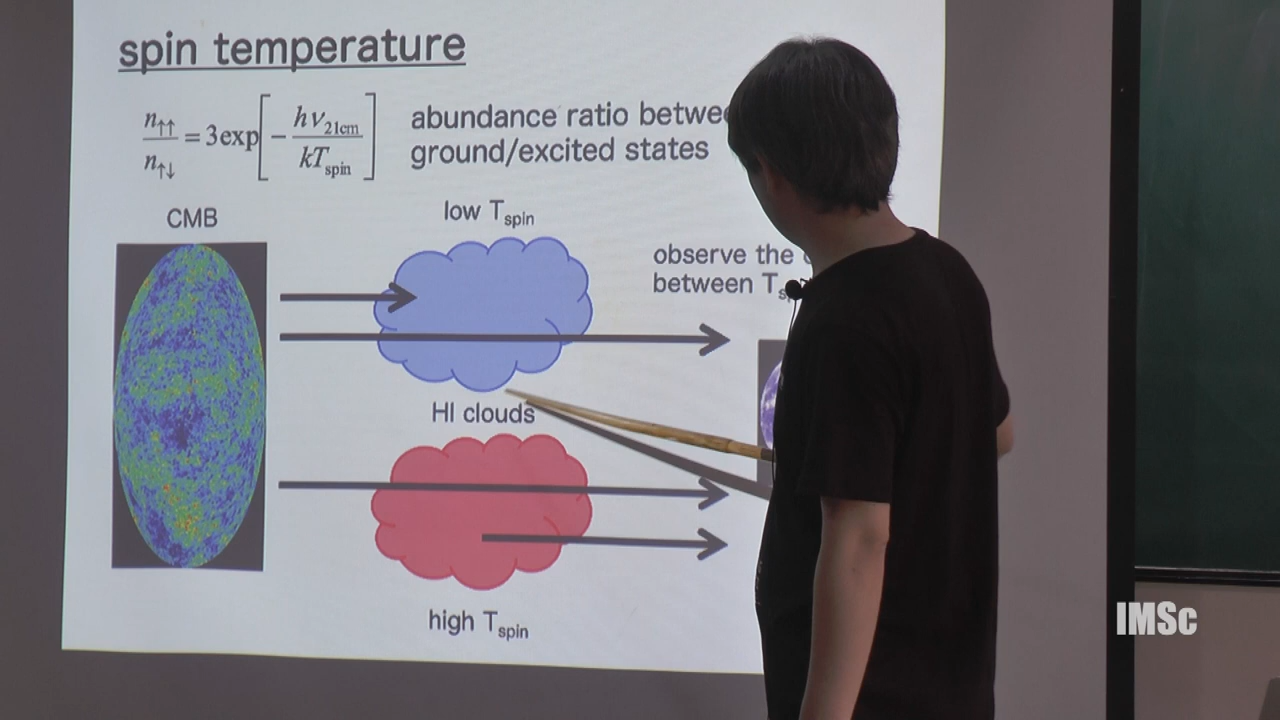 spin temperature
n↑↑ / n↑↓ = 3exp[ − hν21cm / kTspin ]
abundance ratio
ground/excited states
CMB
low Tspin
observe the
between
HI clouds
high Tspin
IMSc